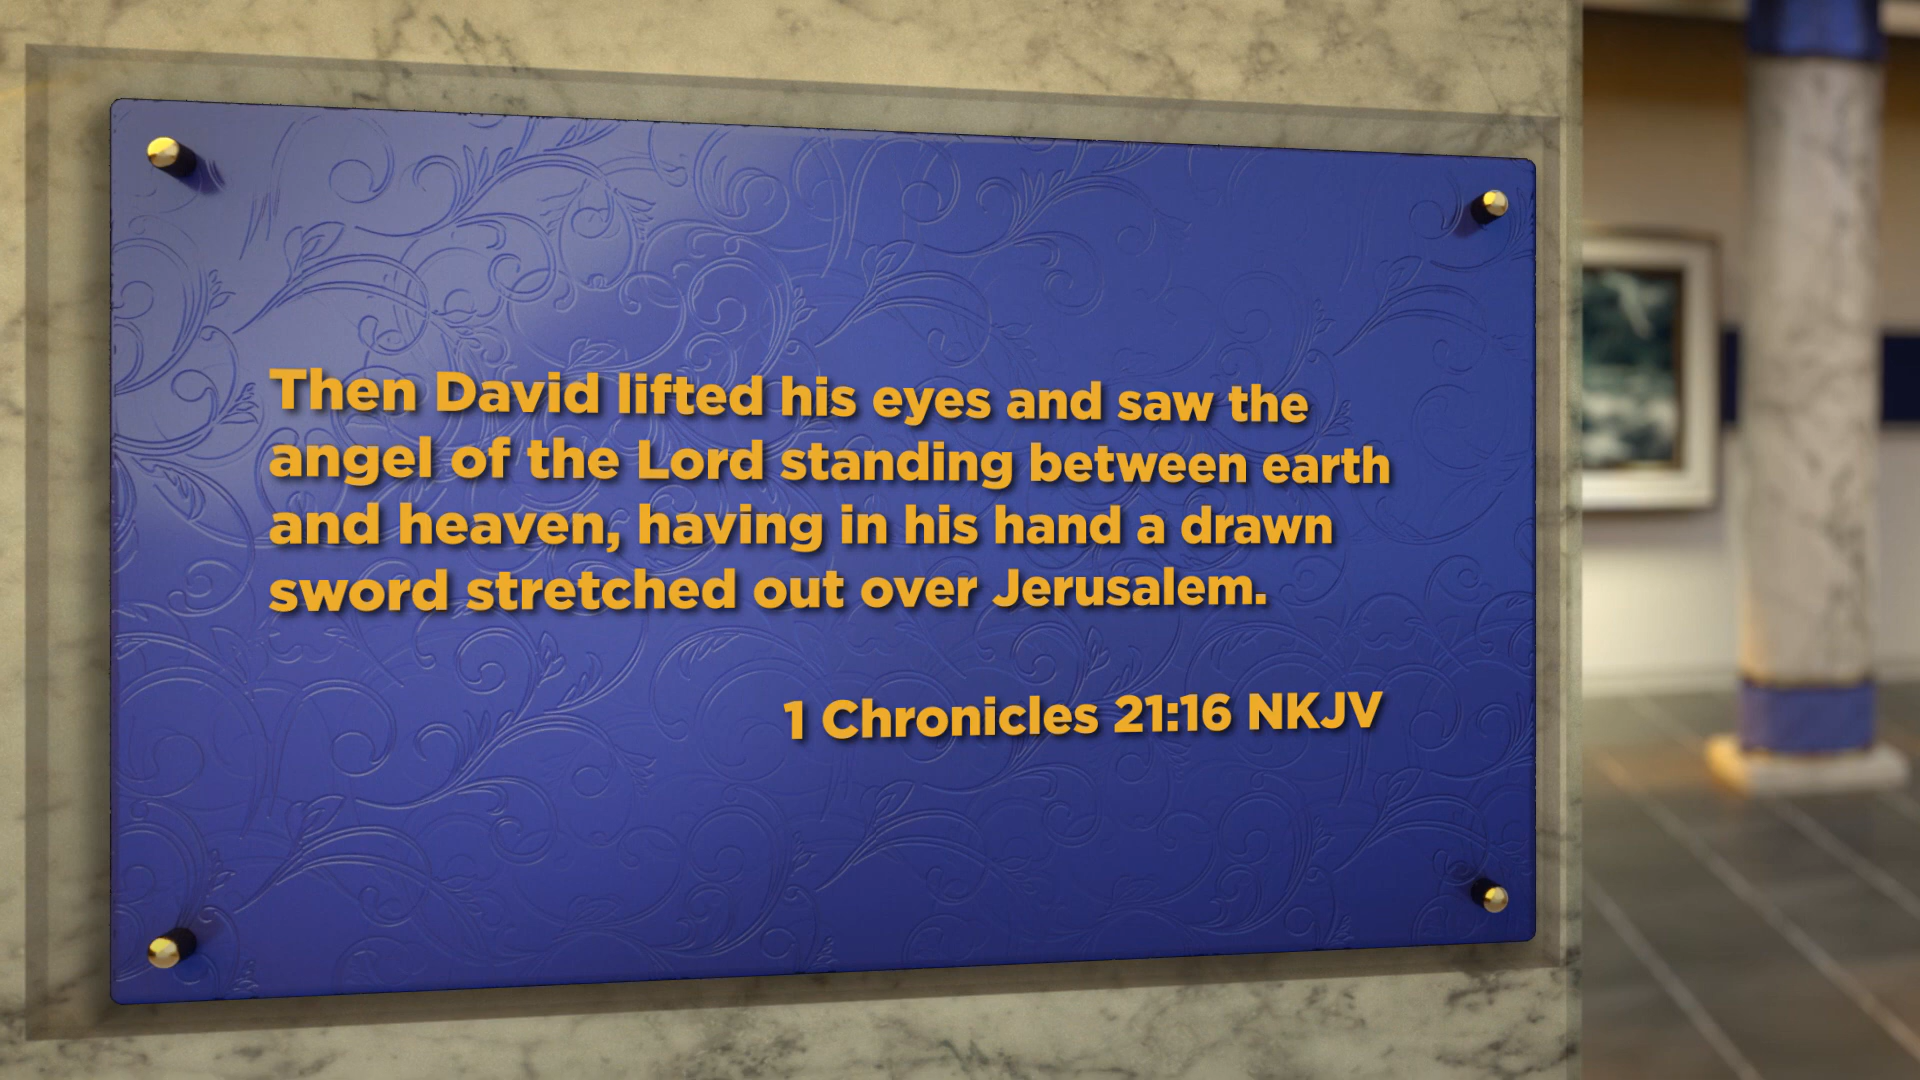 Then David lifted his eyes and saw the
angel of the Lord standing between earth
and heaven, having in his hand a drawn
sword stretched out over Jerusalem.
1 Chronicles 21:16 NKJV